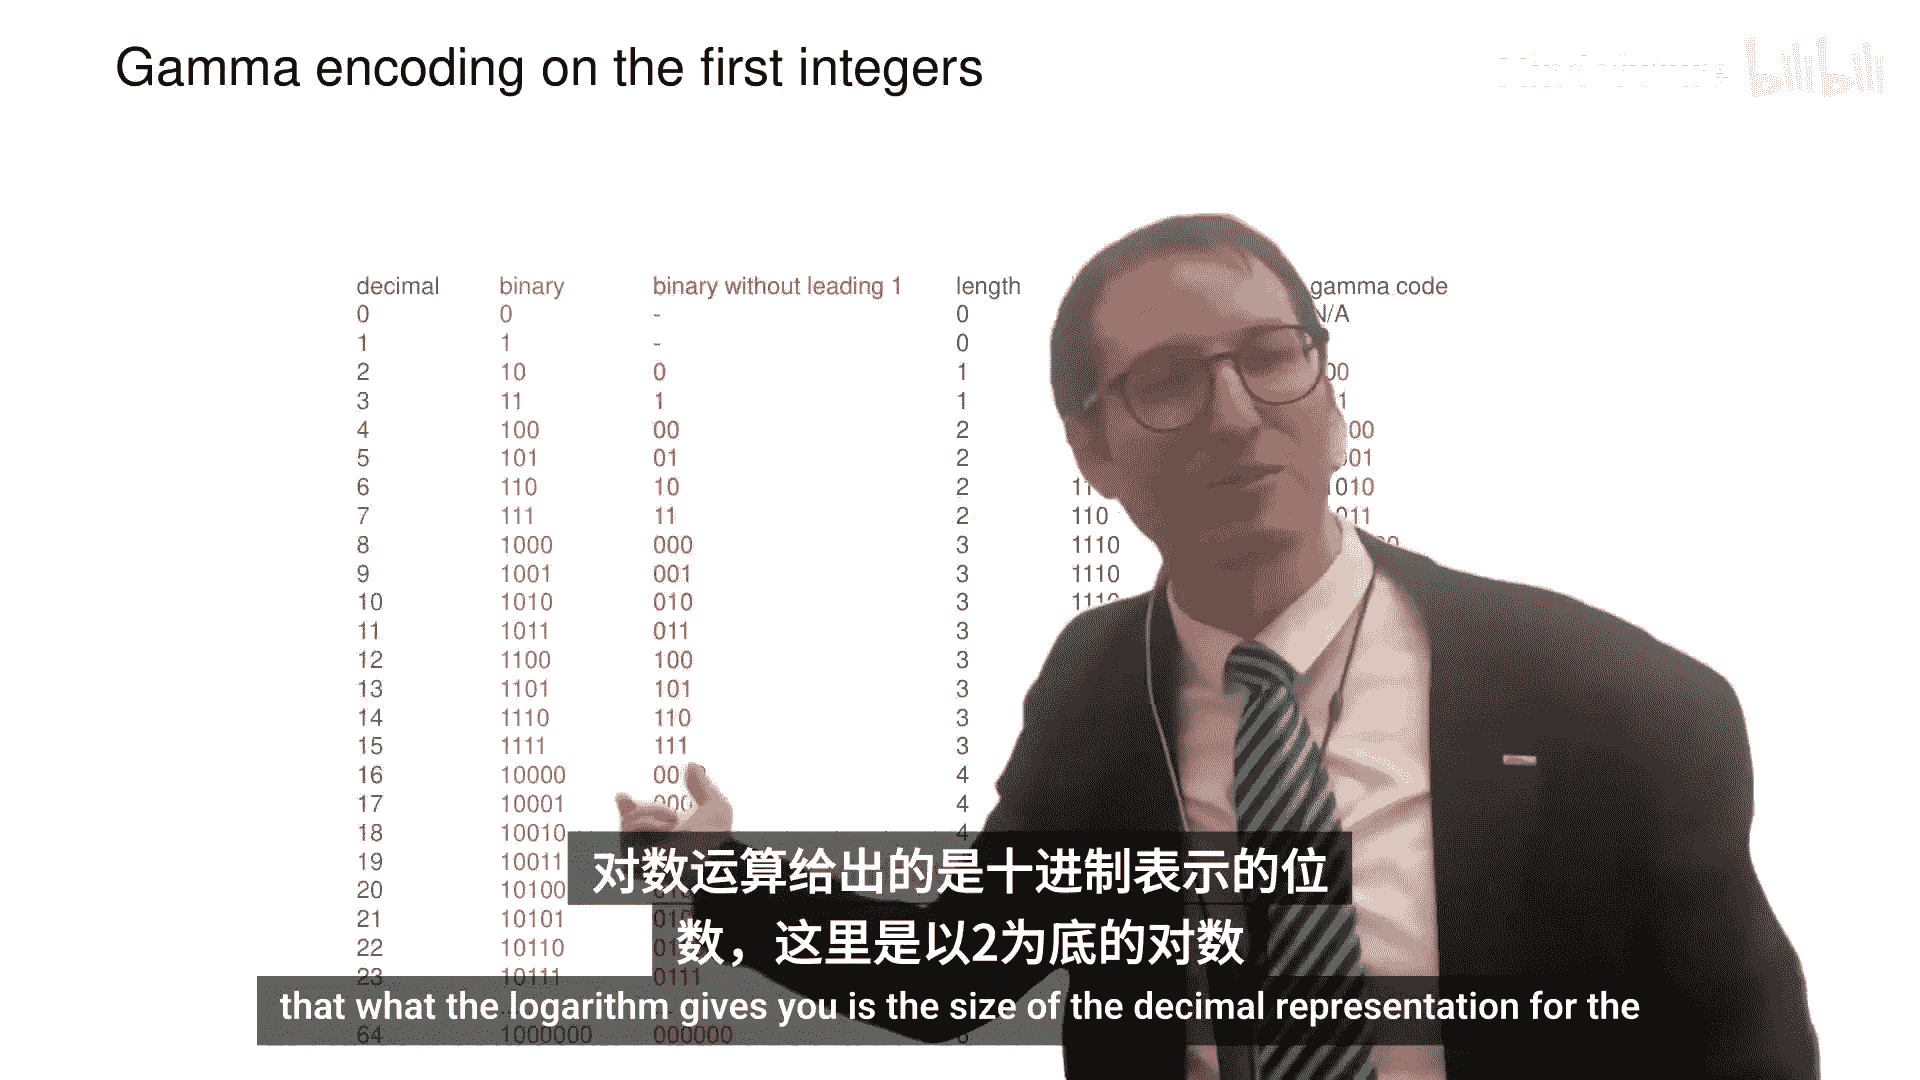 Gamma encoding on the first integers
bilibili
decimal binary binary without leading 1 length gamma code
0 0 - 0 N/A
1 1 - 0
2 10 0 1
3 11 1 1
4 100 00 2
5 101 01 2
6 110 10 2
7 111 11 2 110
8 1000 000 3 1110
9 1001 001 3 1110
10 1010 010 3
11 1011 011 3
12 1100 100 3
13 1101 101 3
14 1110 110 3
15 1111 111 3
16 10000 4
17 10001 4
18 10010 4
19 10011
20 10100
21 10101
22 10110
23 10111 0111
64 1000000 000000
对数运算给出的是十进制表示的位
数，这里是以2为底的对数
that what the logarithm gives you is the size of the decimal representation for the